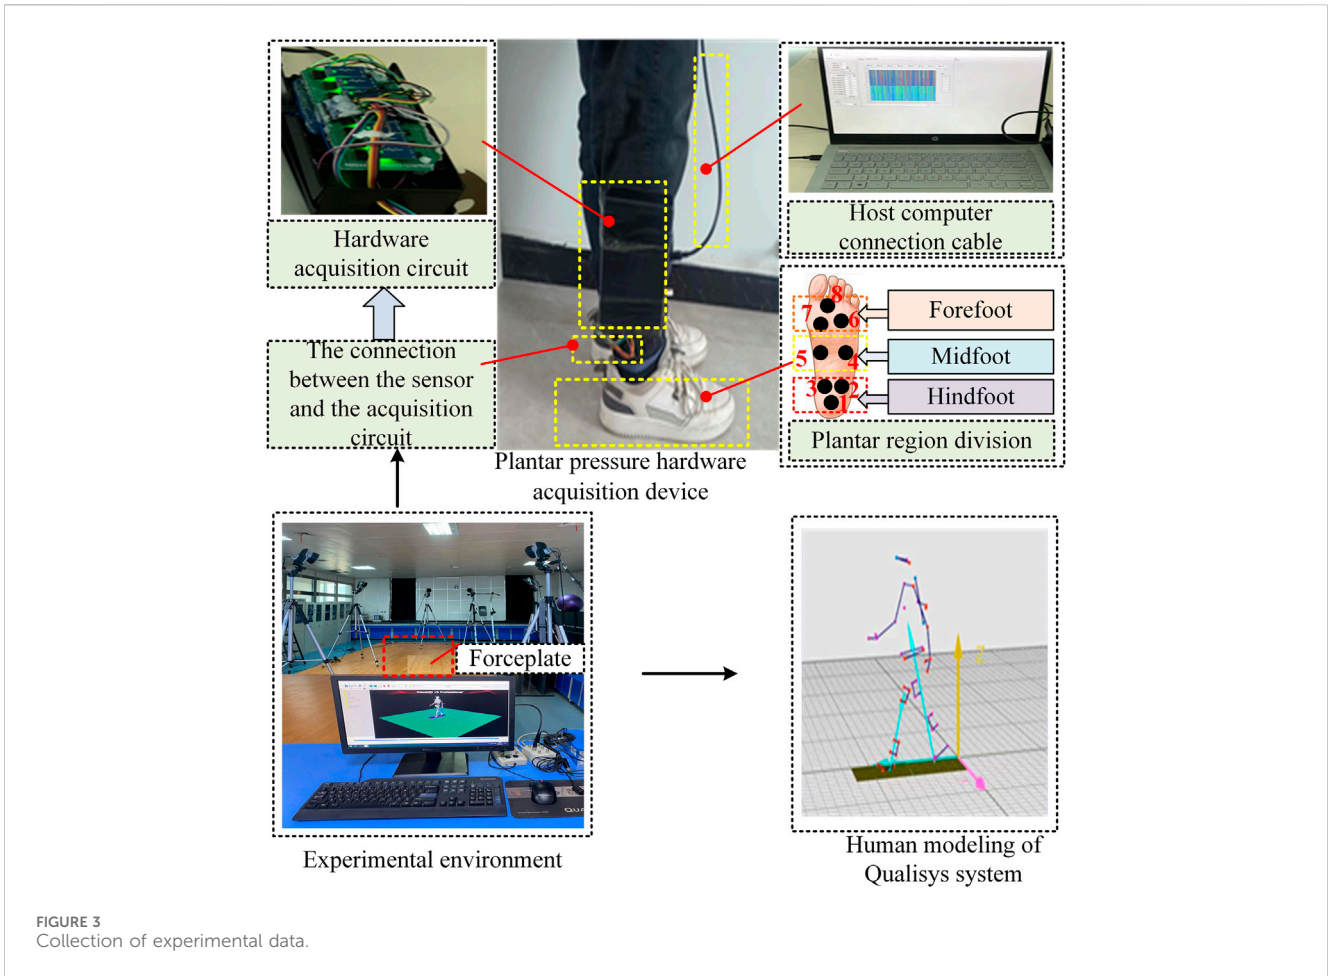 Hardware
acquisition circuit
The connection
between the sensor
and the acquisition
circuit
Plantar pressure hardware
acquisition device
Host computer
connection cable
8
7
6
5
4
3
2
1
Forefoot
Midfoot
Hindfoot
Plantar region division
Forceplate
Experimental environment
Z
Human modeling of
Qualisys system
FIGURE 3
Collection of experimental data.